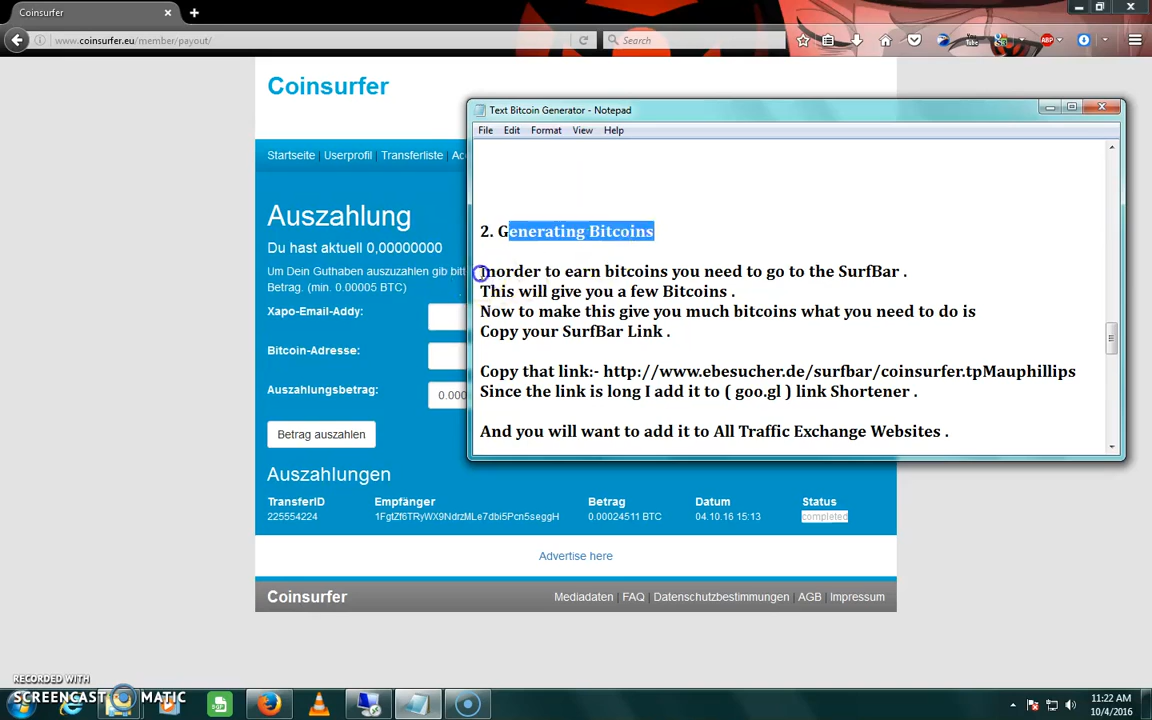 Coinsurfer
www.coinsurfer.eu/member/payout/
Search
ABP
Coinsurfer
Startseite Userprofil Transferliste
Auszahlung
Du hast aktuell 0,00000000
Um Dein Guthaben auszuzahlen gib
Betrag. (min. 0.00005 BTC)
Xapo-Email-Addy:
Bitcoin-Adresse:
Auszahlungsbetrag:
Betrag auszahlen
Auszahlungen
TransferID Empfänger Betrag Datum Status
225554224 1FgtZf6TRyWX9NdrzMLe7dbi5Pcn5seggH 0.00024511 BTC 04.10.16 15:13 completed
Advertise here
Coinsurfer Mediadaten | FAQ | Datenschutzbestimmungen | AGB | Impressum
Text Bitcoin Generator - Notepad
File Edit Format View Help
2. Generating Bitcoins
inorder to earn bitcoins you need to go to the SurfBar .
This will give you a few Bitcoins .
Now to make this give you much bitcoins what you need to do is
Copy your SurfBar Link .
Copy that link:- http://www.ebesucher.de/surfbar/coinsurfer.tpMauphillips
Since the link is long I add it to ( goo.gl ) link Shortener .
And you will want to add it to All Traffic Exchange Websites .
RECORDED WITH
SCREENCAST MATIC
11:22 AM
10/4/2016